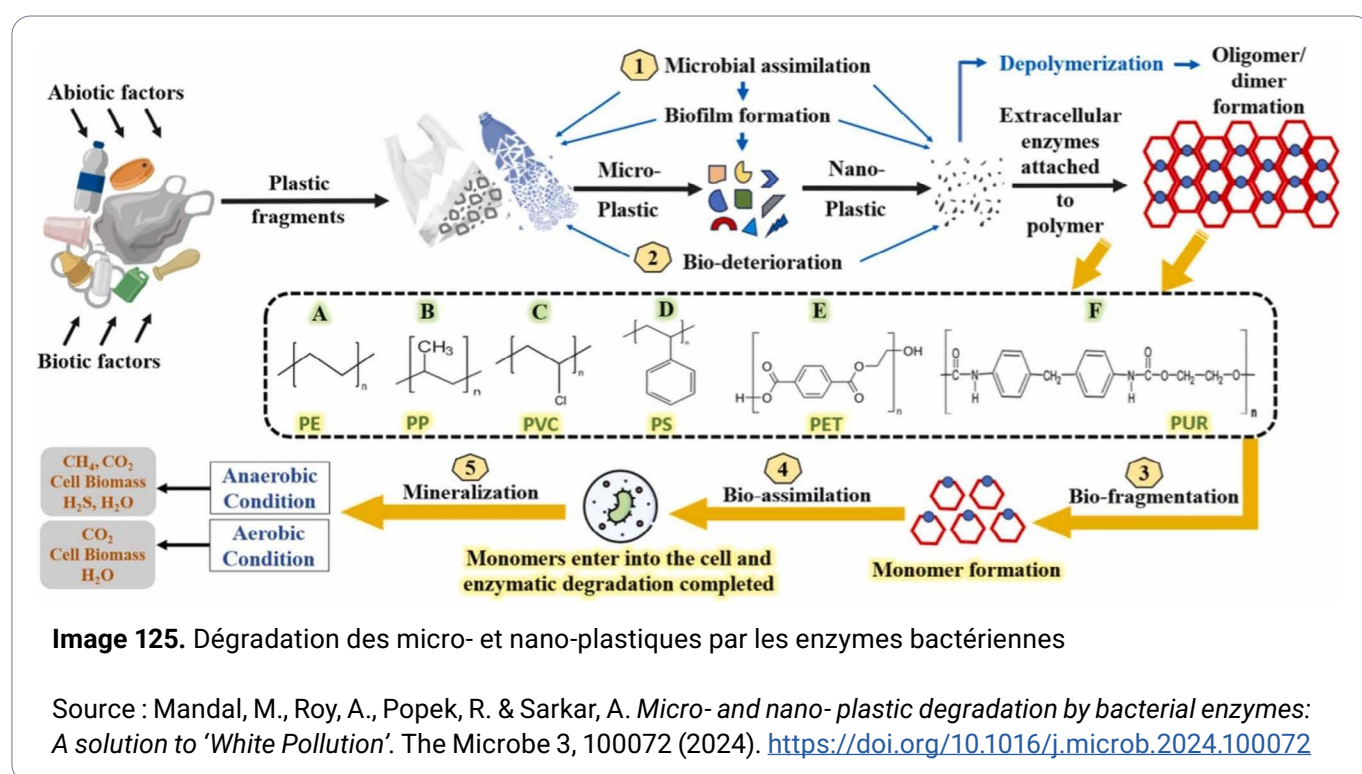 Abiotic factors
Biotic factors
Plastic
fragments
1 Microbial assimilation
Biofilm formation
Micro-
Plastic
Nano-
Plastic
2 Bio-deterioration
Depolymerization
Oligomer/
dimer
formation
Extracellular
enzymes
attached
to
polymer
A
n
PE
B
CH₃
n
PP
C
n
Cl
PVC
D
n
PS
E
O
OH
O
H-O
O
n
PET
F
O
-C-N-
H
-CH₂-
O
-N-C-O-CH₂-CH₂-O-
H
n
PUR
3
Bio-fragmentation
Monomer formation
4
Bio-assimilation
Monomers enter into the cell and
enzymatic degradation completed
5
Mineralization
Anaerobic
Condition
CH₄, CO₂
Cell Biomass
H₂S, H₂O
Aerobic
Condition
CO₂
Cell Biomass
H₂O
Image 125. Dégradation des micro- et nano-plastiques par les enzymes bactériennes
Source : Mandal, M., Roy, A., Popek, R. & Sarkar, A. Micro- and nano- plastic degradation by bacterial enzymes:
A solution to ‘White Pollution’. The Microbe 3, 100072 (2024). https://doi.org/10.1016/j.microb.2024.100072